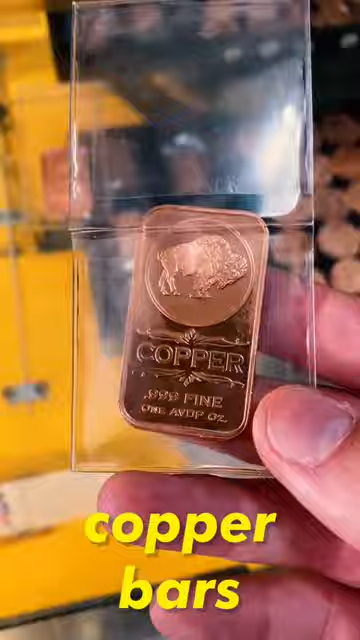 COPPER
.999 FINE
ONE AVDP OZ.
copper
bars